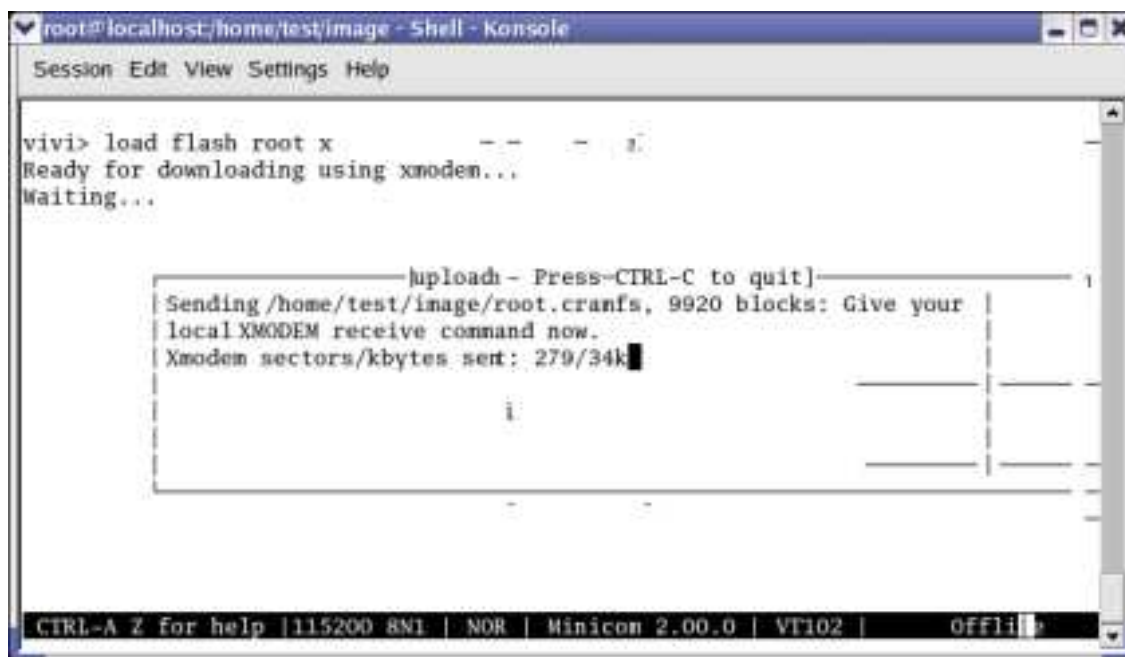 root@localhost:/home/test/image - Shell - Konsole
Session Edit View Settings Help
vivi> load flash root x
Ready for downloading using xmodem...
Waiting...
[upload - Press CTRL-C to quit]
Sending /home/test/image/root.cramfs, 9920 blocks: Give your
local XMODEM receive command now.
Xmodem sectors/kbytes sent: 279/34k
CTRL-A Z for help |115200 8N1 | NOR | Minicom 2.00.0 | VT102 | Offline